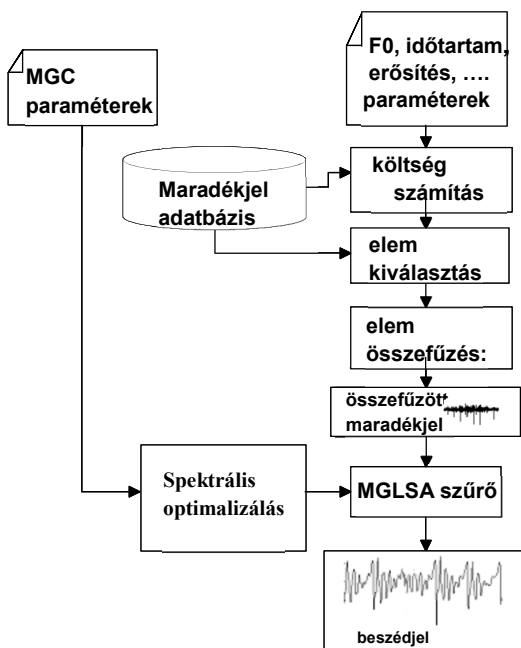 MGC
paraméterek
F0, időtartam,
erősítés, ....
paraméterek
Maradékjel
adatbázis
költség
számítás
elem
kiválasztás
elem
összefűzés:
összefűzött
maradékjel
Spektrális
optimalizálás
MGLSA szűrő
beszédjel